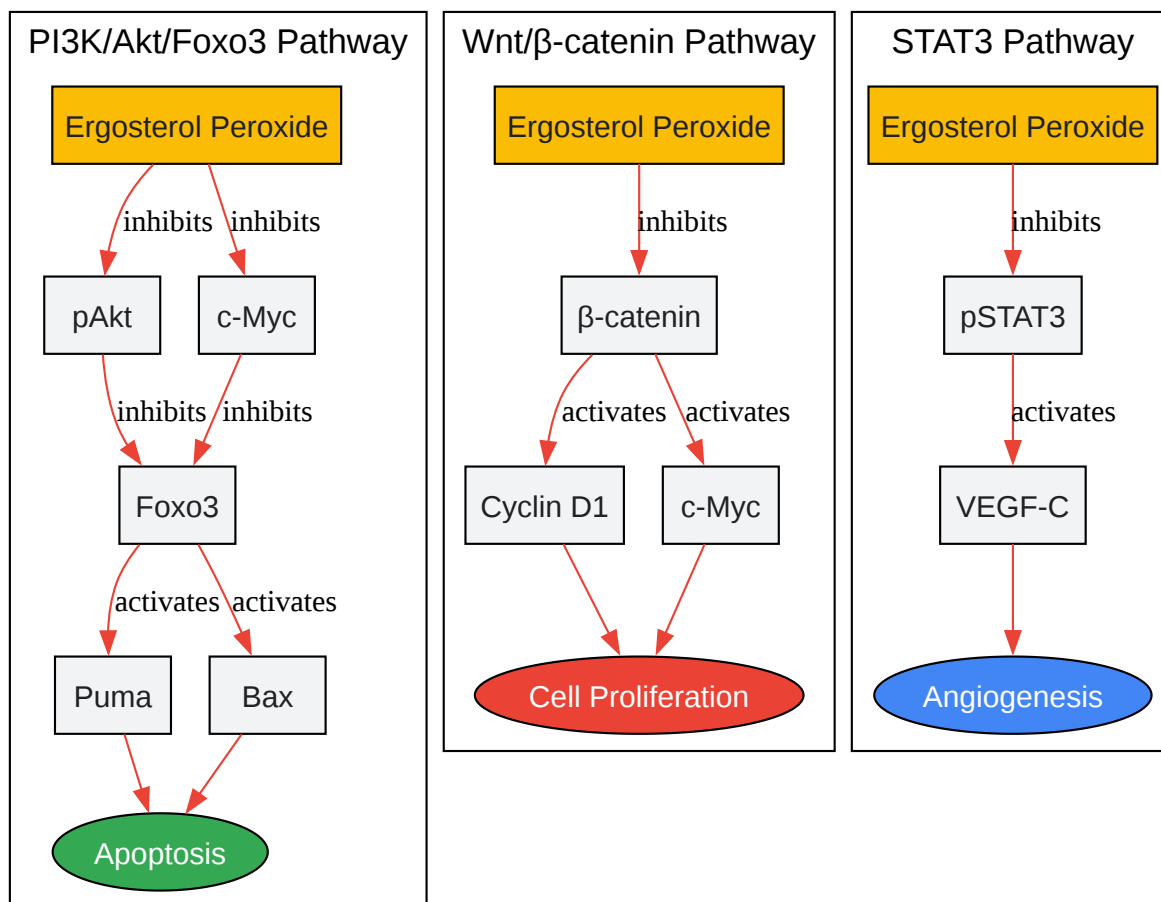 PI3K/Akt/Foxo3 Pathway
Ergosterol Peroxide
inhibits
inhibits
pAkt
c-Myc
inhibits
inhibits
Foxo3
activates
activates
Puma
Bax
Apoptosis
Wnt/β-catenin Pathway
Ergosterol Peroxide
inhibits
β-catenin
activates
activates
Cyclin D1
c-Myc
Cell Proliferation
STAT3 Pathway
Ergosterol Peroxide
inhibits
pSTAT3
activates
VEGF-C
Angiogenesis